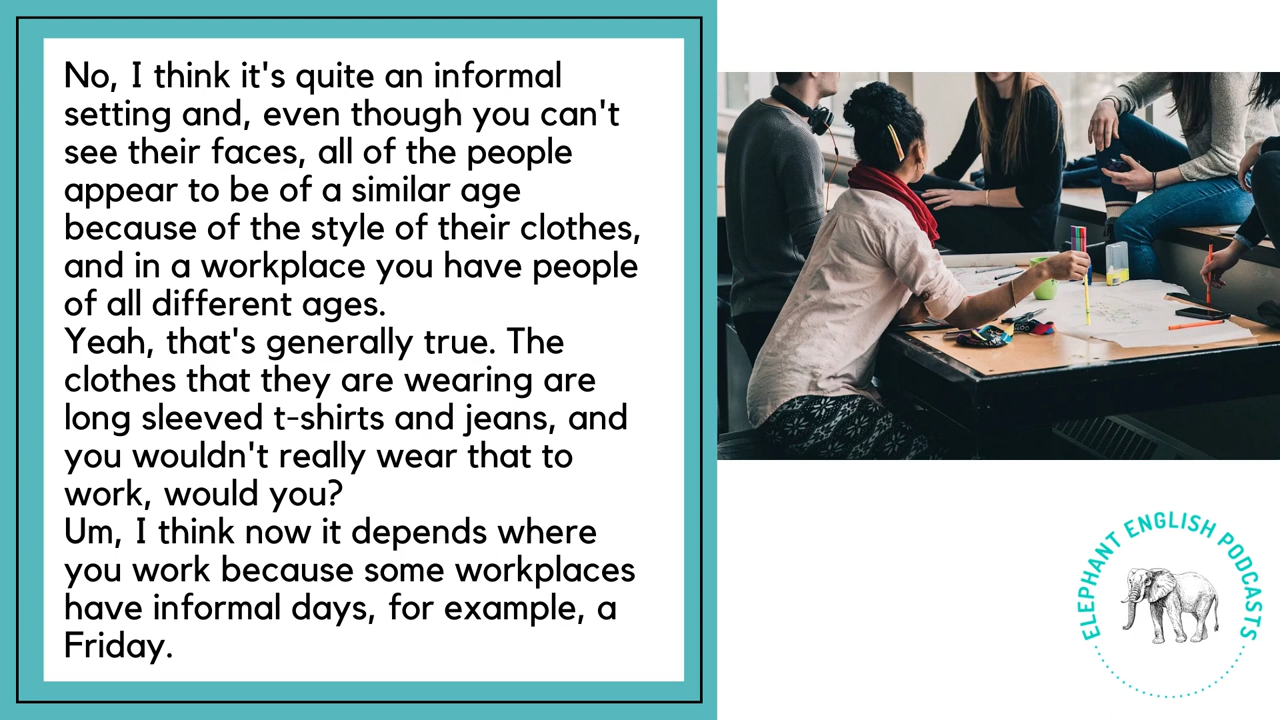 No, I think it's quite an informal
setting and, even though you can't
see their faces, all of the people
appear to be of a similar age
because of the style of their clothes,
and in a workplace you have people
of all different ages.
Yeah, that's generally true. The
clothes that they are wearing are
long sleeved t-shirts and jeans, and
you wouldn't really wear that to
work, would you?
Um, I think now it depends where
you work because some workplaces
have informal days, for example, a
Friday.
ELEPHANT ENGLISH PODCASTS